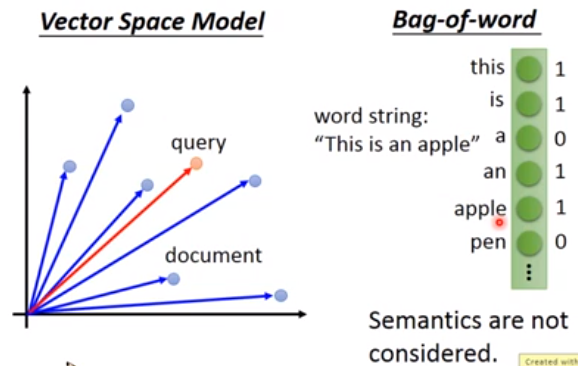 Vector Space Model
query
document
Bag-of-word
word string:
"This is an apple"
this 1
is 1
a 0
an 1
apple 1
pen 0
⋮
Semantics are not
considered.
Created with